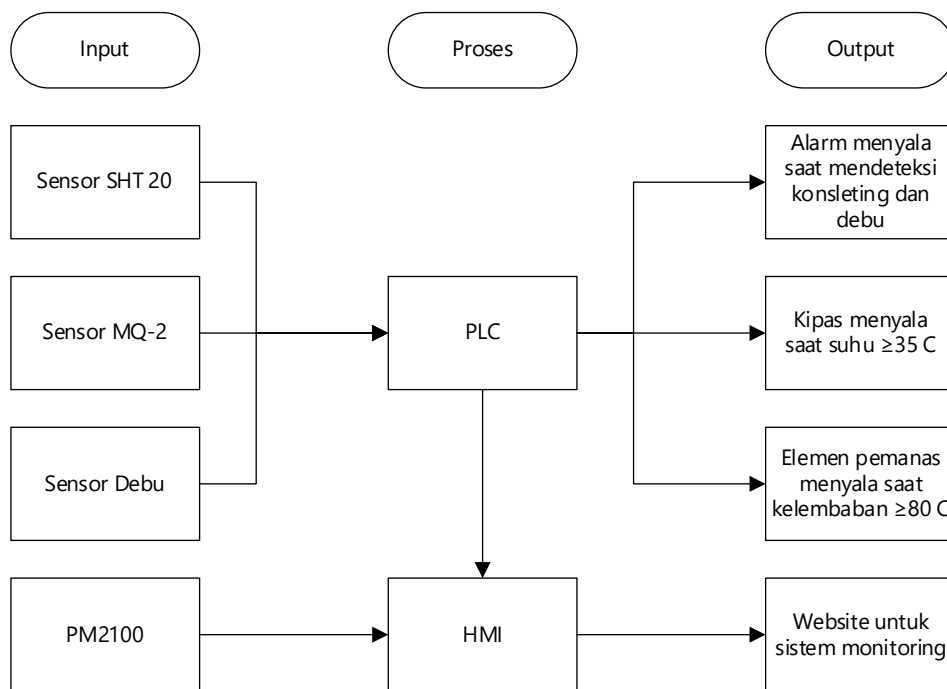 Input
Proses
Output
Sensor SHT 20
Alarm menyala
saat mendeteksi
konsleting dan
debu
Sensor MQ-2
PLC
Kipas menyala
saat suhu ≥35 C
Sensor Debu
Elemen pemanas
menyala saat
kelembaban ≥80 C
PM2100
HMI
Website untuk
sistem monitoring